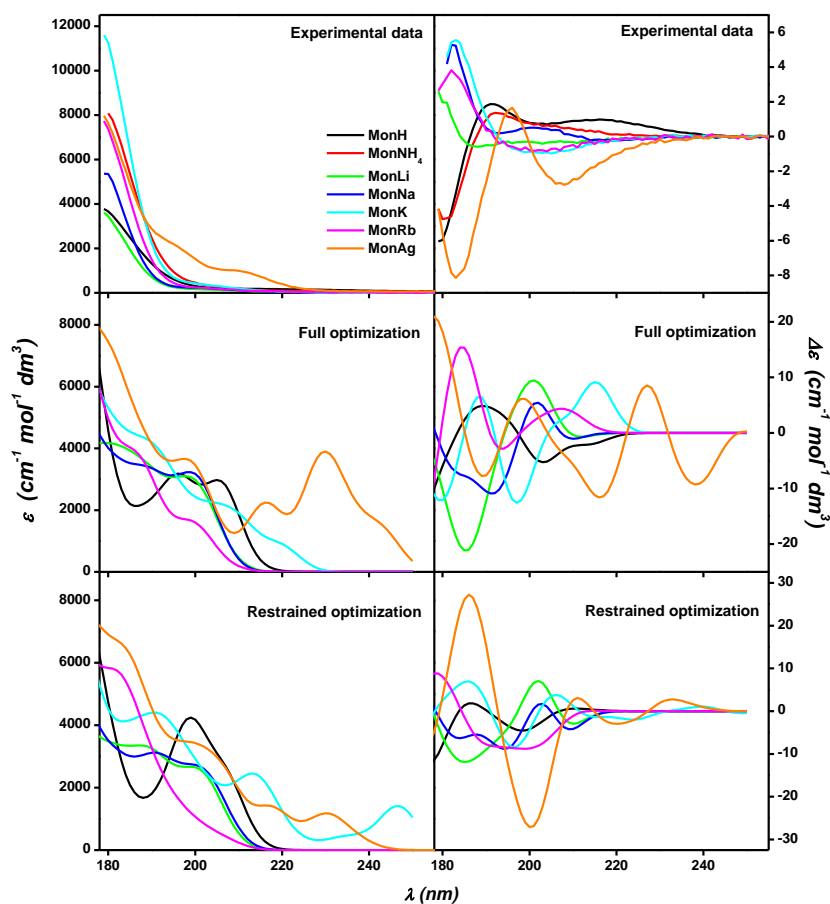 12000
10000
8000
6000
4000
2000
0
Experimental data
MonH
MonNH₄
MonLi
MonNa
MonK
MonRb
MonAg
Experimental data
6
4
2
0
-2
-4
-6
-8
8000
6000
4000
2000
0
Full optimization
Full optimization
20
10
0
-10
-20
ε (cm⁻¹ mol⁻¹ dm³)
Δε (cm⁻¹ mol⁻¹ dm³)
8000
6000
4000
2000
0
Restrained optimization
Restrained optimization
30
20
10
0
-10
-20
-30
180 200 220 240 180 200 220 240
λ (nm)